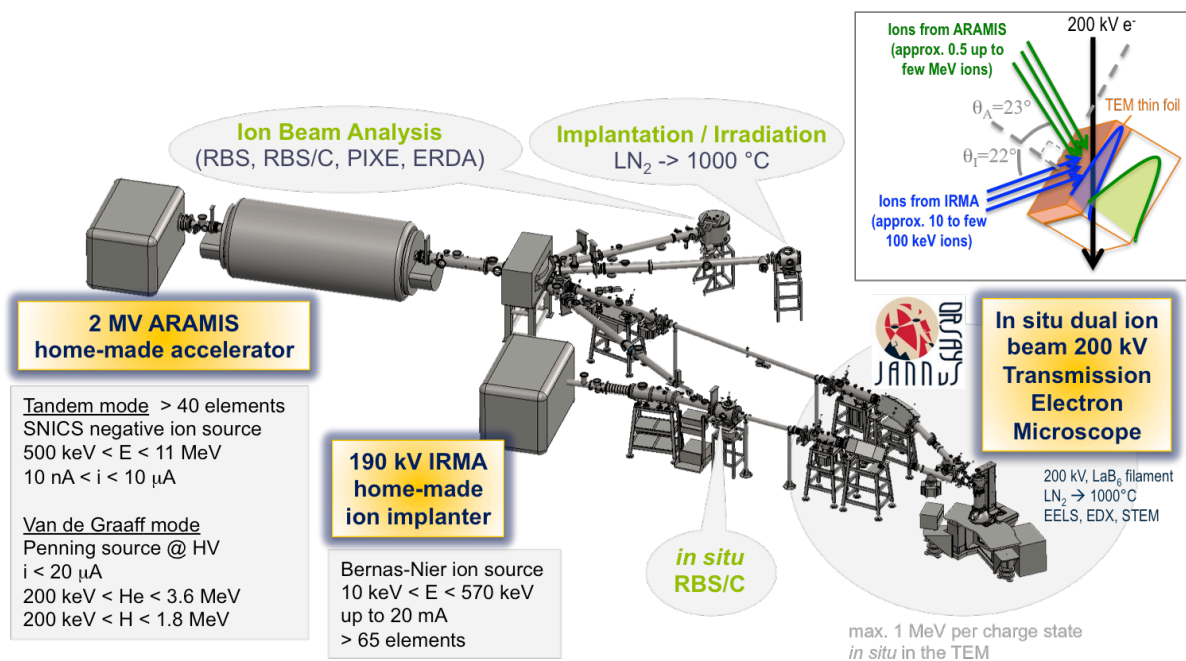 Ions from ARAMIS
(approx. 0.5 up to
few MeV ions)
200 kV e-
TEM thin foil
θA=23°
θI=22°
Ions from IRMA
(approx. 10 to few
100 keV ions)
Ion Beam Analysis
(RBS, RBS/C, PIXE, ERDA)
Implantation / Irradiation
LN2 -> 1000 °C
2 MV ARAMIS
home-made accelerator
Tandem mode > 40 elements
SNICS negative ion source
500 keV < E < 11 MeV
10 nA < i < 10 μA
Van de Graaff mode
Penning source @ HV
i < 20 μA
200 keV < He < 3.6 MeV
200 keV < H < 1.8 MeV
190 kV IRMA
home-made
ion implanter
Bernas-Nier ion source
10 keV < E < 570 keV
up to 20 mA
> 65 elements
in situ
RBS/C
JANNuS
ORSAY
In situ dual ion
beam 200 kV
Transmission
Electron
Microscope
200 kV, LaB6 filament
LN2 → 1000°C
EELS, EDX, STEM
max. 1 MeV per charge state
in situ in the TEM